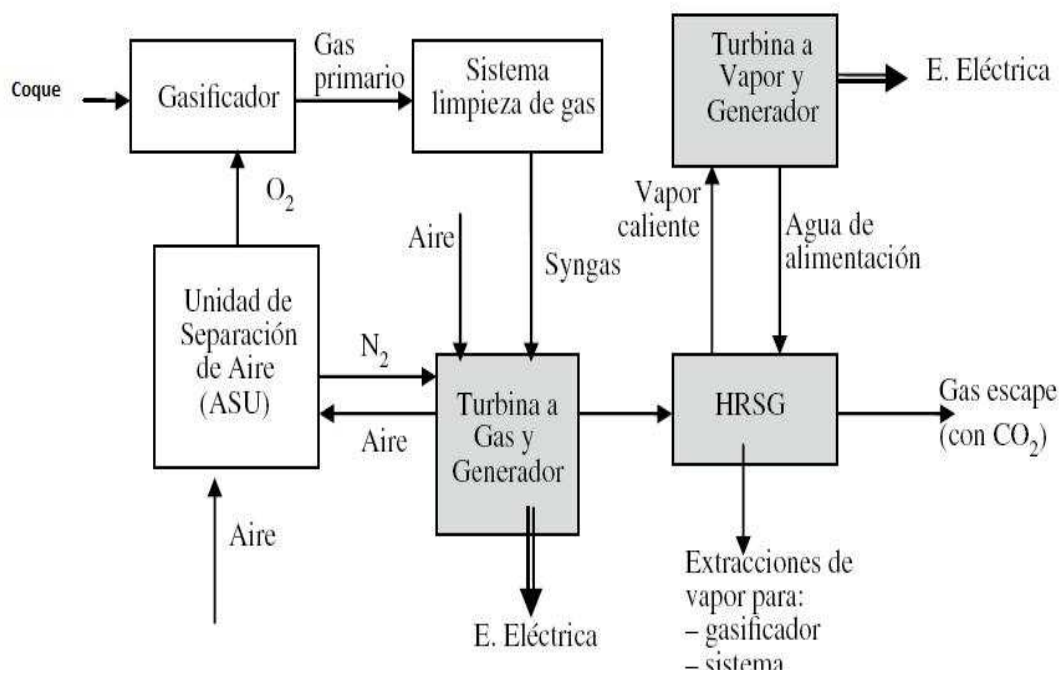 Coque
Gasificador
Gas
primario
Sistema
limpieza de gas
Turbina a
Vapor y
Generador
E. Eléctrica
O2
Aire
Syngas
Vapor
caliente
Agua de
alimentación
Unidad de
Separación
de Aire
(ASU)
N2
Aire
Turbina a
Gas y
Generador
HRSG
Gas escape
(con CO2)
Aire
E. Eléctrica
Extracciones de
vapor para:
– gasificador
– sistema